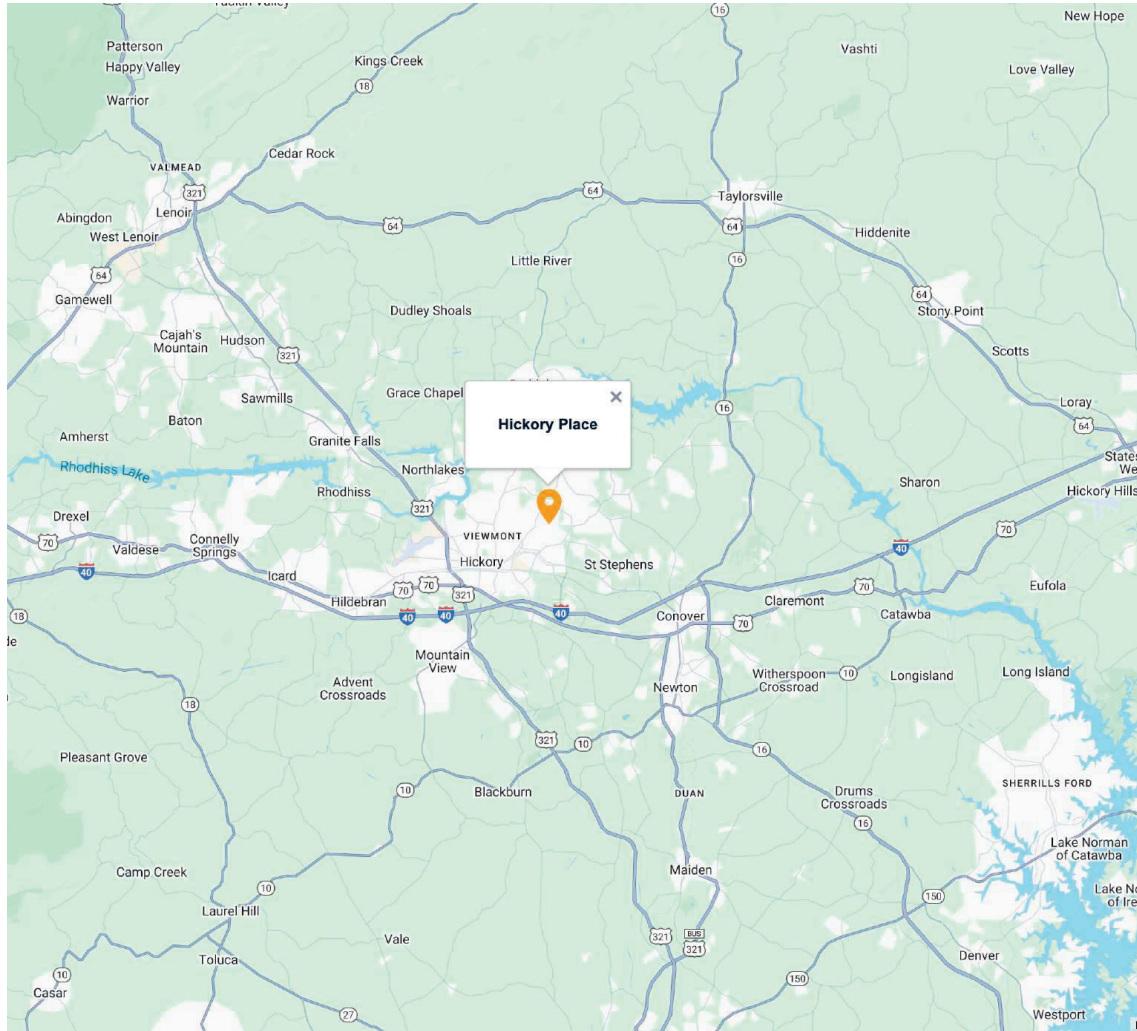 New Hope
16
Patterson
Happy Valley
Kings Creek
Vashti
Love Valley
18
Warrior
Cedar Rock
VALMEAD
321
64
Taylorsville
Lenoir
Abingdon
West Lenoir
64
64
Hiddenite
16
Little River
64
Gamewell
64
Stony Point
Dudley Shoals
Cajah's
Mountain
Hudson
321
Scotts
Grace Chapel
Hickory Place
Sawmills
16
Loray
Baton
64
Amherst
Granite Falls
Northlakes
Rhodhiss Lake
Rhodhiss
Sharon
Hickory Hills
321
Drexel
Connelly
Springs
VIEWMONT
70
Valdese
70
40
Hickory
St Stephens
40
Icard
70
70
321
70
Eufola
Hildebran
Claremont
40
40
40
Conover
Catawba
18
70
Mountain
View
Advent
Crossroads
Witherspoon
Crossroad
10
Longisland
Long Island
Newton
18
321
10
16
Pleasant Grove
SHERRILLS FORD
10
Blackburn
DUAN
Drums
Crossroads
16
Lake Norman
of Catawba
Camp Creek
Maiden
10
150
Laurel Hill
Vale
321
BUS
321
Toluca
Denver
10
150
Casar
27
Westport